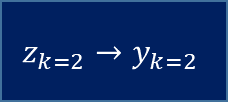 z_{k=2} → y_{k=2}